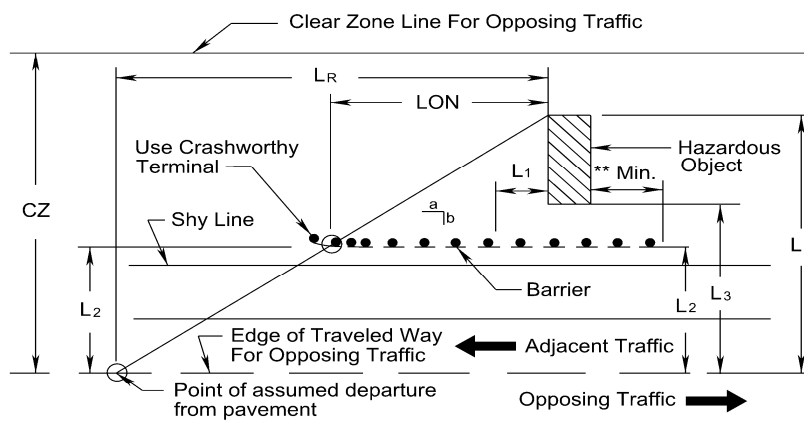 Clear Zone Line For Opposing Traffic
LR
LON
Use Crashworthy
Terminal
Hazardous
Object
L1
** Min.
CZ
a
b
L
Shy Line
Barrier
L2
L2
L3
Edge of Traveled Way
For Opposing Traffic
Adjacent Traffic
Point of assumed departure
from pavement
Opposing Traffic